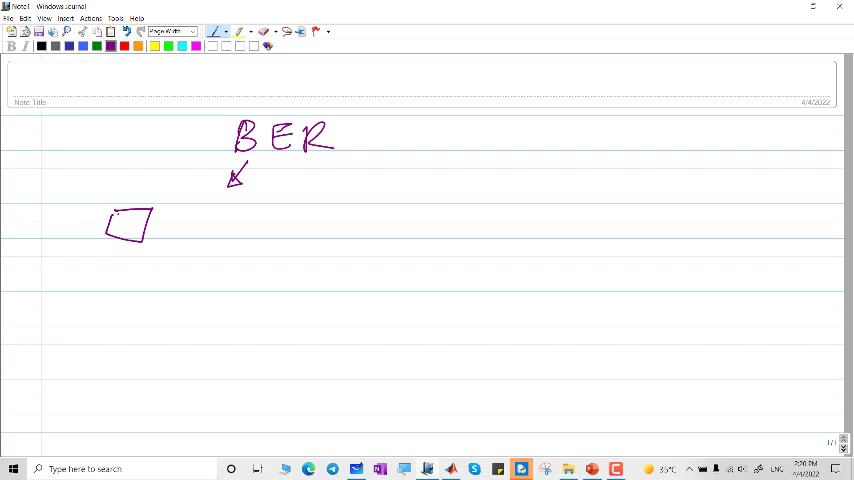 Note1 - Windows Journal
File Edit View Insert Actions Tools Help
Page Width
B I
Note Title
4/4/2022
BER
1/1
Type here to search
35°C
ENG
2:20 PM
4/4/2022